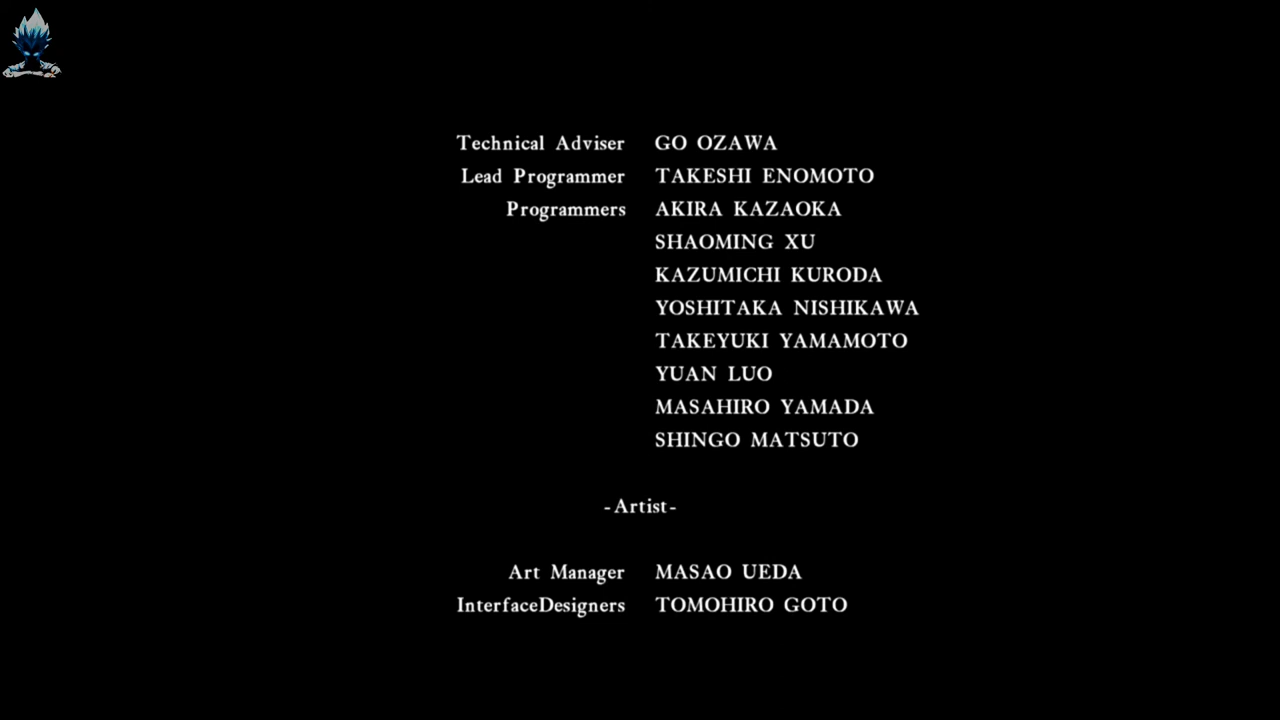 Technical Adviser GO OZAWA
Lead Programmer TAKESHI ENOMOTO
Programmers AKIRA KAZAOKA
SHAOMING XU
KAZUMICHI KURODA
YOSHITAKA NISHIKAWA
TAKEYUKI YAMAMOTO
YUAN LUO
MASAHIRO YAMADA
SHINGO MATSUTO
-Artist-
Art Manager MASAO UEDA
InterfaceDesigners TOMOHIRO GOTO